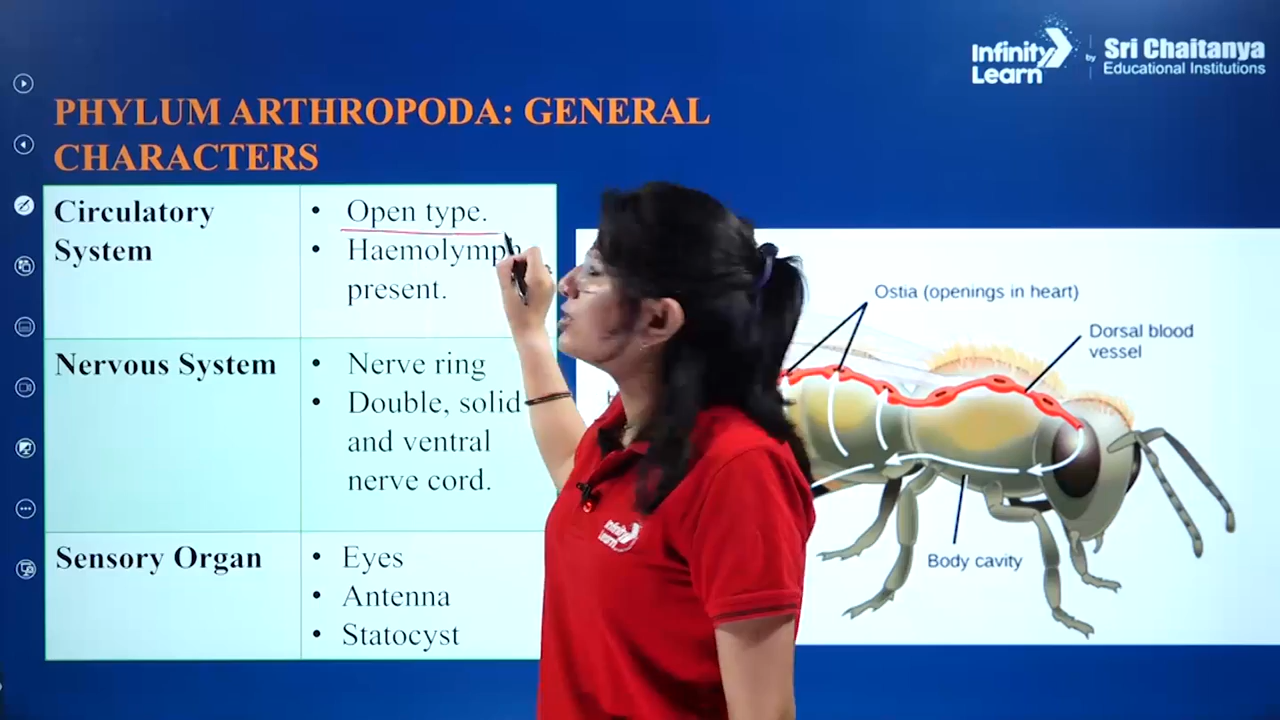 Infinity Learn
by
Sri Chaitanya
Educational Institutions
PHYLUM ARTHROPODA: GENERAL
CHARACTERS
Circulatory
System
• Open type.
• Haemolymph
present.
Nervous System
• Nerve ring
• Double, solid
and ventral
nerve cord.
Sensory Organ
• Eyes
• Antenna
• Statocyst
Ostia (openings in heart)
Dorsal blood
vessel
Body cavity
Infinity
Learn